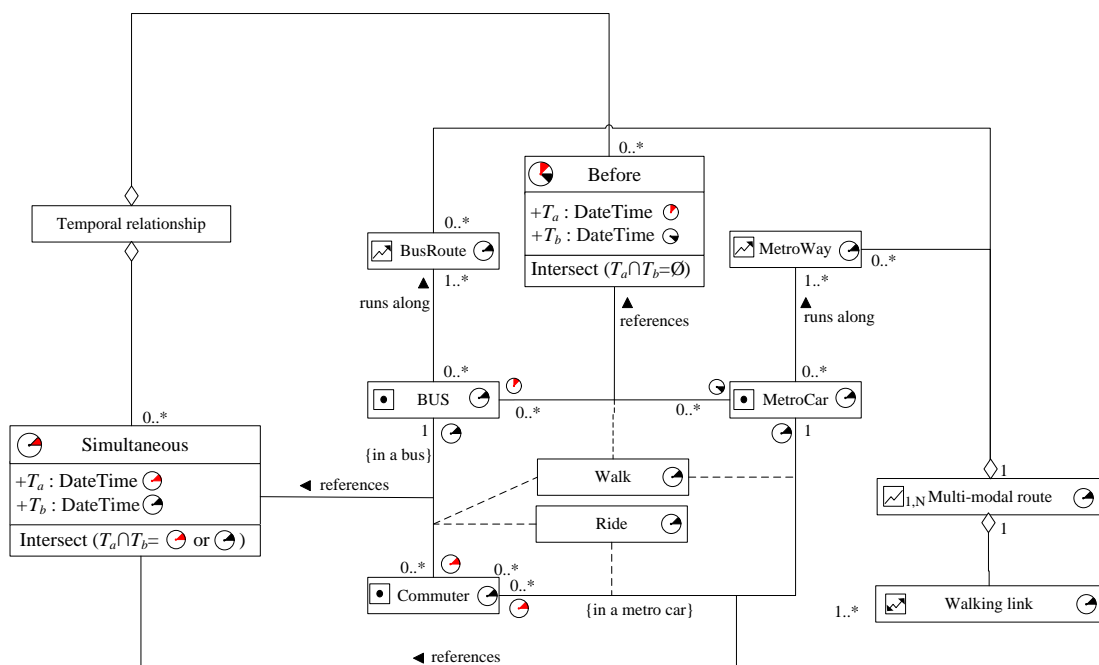 0..*
Before
+Ta : DateTime
+Tb : DateTime
Intersect (Ta∩Tb=Ø)
Temporal relationship
0..*
BusRoute
1..*
runs along
MetroWay
0..*
1..*
runs along
references
0..*
BUS
0..*
1
{in a bus}
0..*
MetroCar
0..*
1
0..*
Simultaneous
+Ta : DateTime
+Tb : DateTime
Intersect (Ta∩Tb= or )
references
Walk
Ride
1
1,N Multi-modal route
1
0..*
0..*
0..*
Commuter
{in a metro car}
1..*
Walking link
references